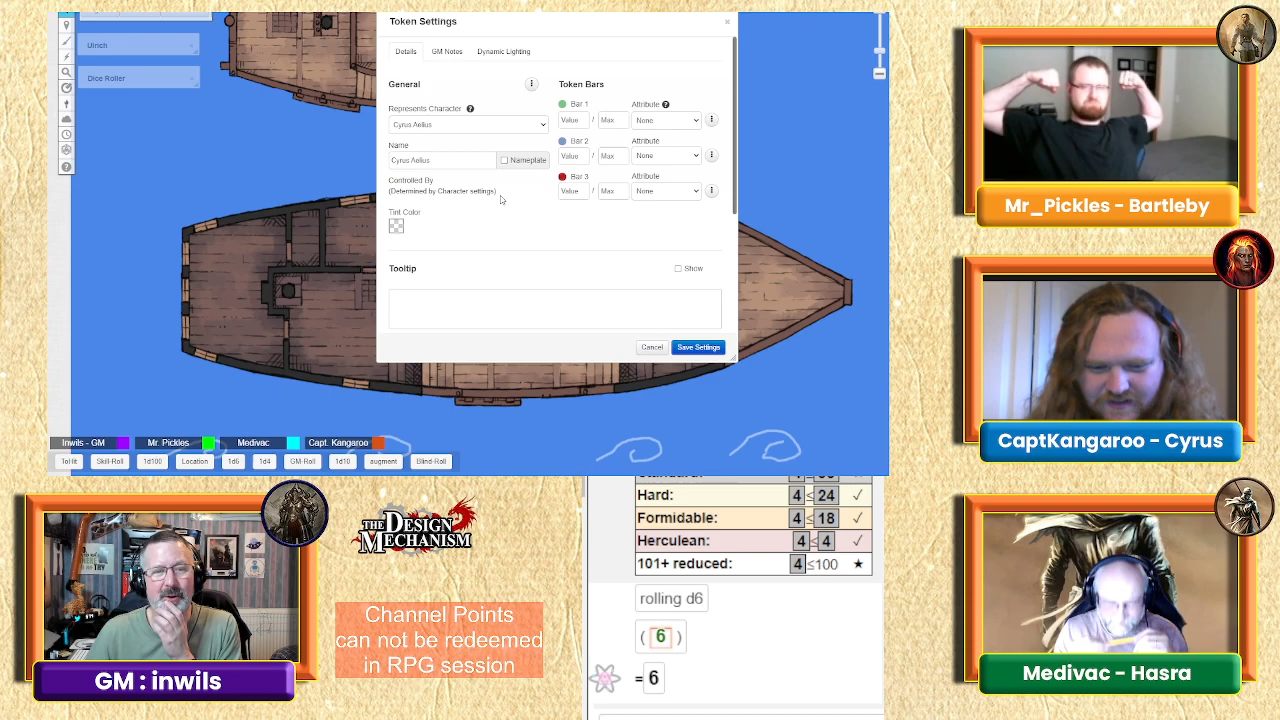 Ulrich
Dice Roller
Token Settings
Details
GM Notes
Dynamic Lighting
General
Represents Character
Cyrus Aelius
Name
Cyrus Aelius
Nameplate
Controlled By
(Determined by Character settings)
Tint Color
Token Bars
Bar 1
Attribute
Value / Max
None
Bar 2
Attribute
Value / Max
None
Bar 3
Attribute
Value / Max
None
Tooltip
Show
Cancel
Save Settings
Inwils - GM
Mr. Pickles
Medivac
Capt. Kangaroo
ToHit
Skill-Roll
1d100
Location
1d6
1d4
GM-Roll
1d10
augment
Blind-Roll
Mr_Pickles - Bartleby
CaptKangaroo - Cyrus
Medivac - Hasra
GM : inwils
THE DESIGN
MECHANISM
Channel Points
can not be redeemed
in RPG session
Hard: 4 ≤ 24 ✓
Formidable: 4 ≤ 18 ✓
Herculean: 4 ≤ 4 ✓
101+ reduced: 4 ≤100 ★
rolling d6
( 6 )
= 6